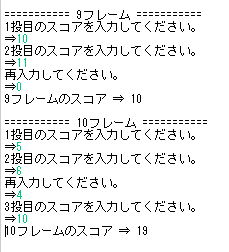 =========== 9フレーム ===========
1投目のスコアを入力してください。
⇒10
2投目のスコアを入力してください。
⇒11
再入力してください。
⇒0
9フレームのスコア ⇒ 10
=========== 10フレーム ===========
1投目のスコアを入力してください。
⇒5
2投目のスコアを入力してください。
⇒6
再入力してください。
⇒4
3投目のスコアを入力してください。
⇒10
10フレームのスコア ⇒ 19